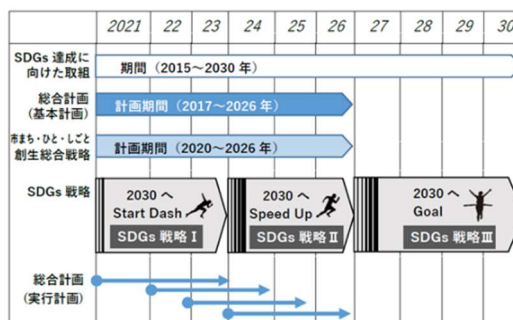 2021 22 23 24 25 26 27 28 29 30
SDGs 達成に
向けた取組
期間（2015～2030 年）
総合計画
(基本計画)
計画期間（2017～2026 年）
市まち・ひと・しごと
創生総合戦略
計画期間（2020～2026 年）
SDGs 戦略
2030 へ
Start Dash
SDGs 戦略Ⅰ
2030 へ
Speed Up
SDGs 戦略Ⅱ
2030 へ
Goal
SDGs 戦略Ⅲ
総合計画
(実行計画)